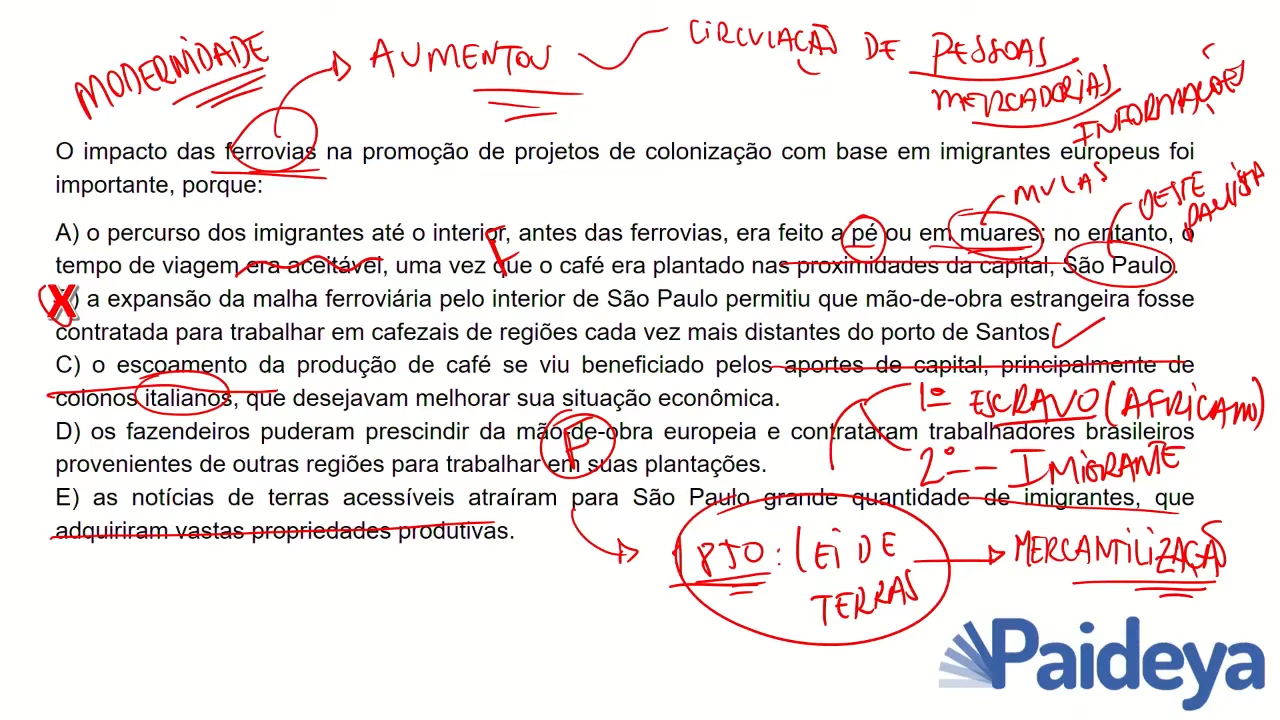 MODERNIDADE
AUMENTOU
CIRCULAÇÃO DE PESSOAS
MERCADORIAS
INFORMAÇÕES
O impacto das ferrovias na promoção de projetos de colonização com base em imigrantes europeus foi
importante, porque:
MULAS
OESTE
PAULISTA
A) o percurso dos imigrantes até o interior, antes das ferrovias, era feito a pé ou em muares; no entanto, o
tempo de viagem era aceitável, uma vez que o café era plantado nas proximidades da capital, São Paulo.
F
X a expansão da malha ferroviária pelo interior de São Paulo permitiu que mão-de-obra estrangeira fosse
contratada para trabalhar em cafezais de regiões cada vez mais distantes do porto de Santos
C) o escoamento da produção de café se viu beneficiado pelos aportes de capital, principalmente de
colonos italianos, que desejavam melhorar sua situação econômica.
1º ESCRAVO (AFRICANO)
D) os fazendeiros puderam prescindir da mão-de-obra europeia e contrataram trabalhadores brasileiros
provenientes de outras regiões para trabalhar em suas plantações.
F
2º - IMIGRANTE
E) as notícias de terras acessíveis atraíram para São Paulo grande quantidade de imigrantes, que
adquiriram vastas propriedades produtivas.
1850: LEI DE
TERRAS
MERCANTILIZAÇÃO
Paideya